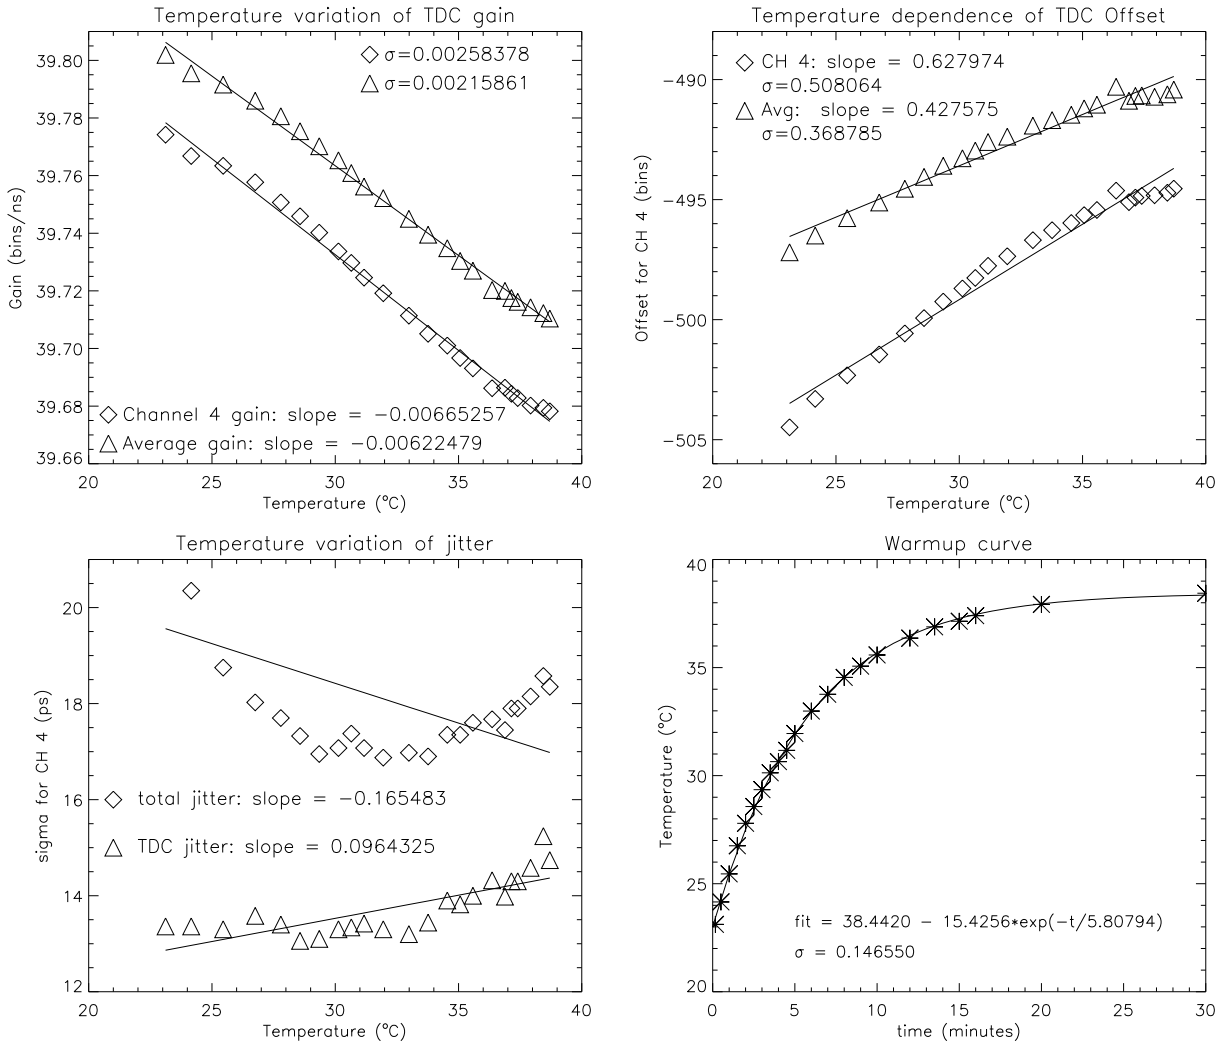 Temperature variation of TDC gain
σ=0.00258378
σ=0.00215861
39.80
39.78
39.76
39.74
39.72
39.70
39.68
39.66
Gain (bins/ns)
Channel 4 gain: slope = −0.00665257
Average gain: slope = −0.00622479
20 25 30 35 40
Temperature (°C)
Temperature dependence of TDC Offset
CH 4: slope = 0.627974
σ=0.508064
Avg: slope = 0.427575
σ=0.368785
−490
−495
−500
−505
Offset for CH 4 (bins)
20 25 30 35 40
Temperature (°C)
Temperature variation of jitter
20
18
16
14
12
sigma for CH 4 (ps)
total jitter: slope = −0.165483
TDC jitter: slope = 0.0964325
20 25 30 35 40
Temperature (°C)
Warmup curve
40
35
30
25
20
Temperature (°C)
fit = 38.4420 − 15.4256*exp(−t/5.80794)
σ = 0.146550
0 5 10 15 20 25 30
time (minutes)